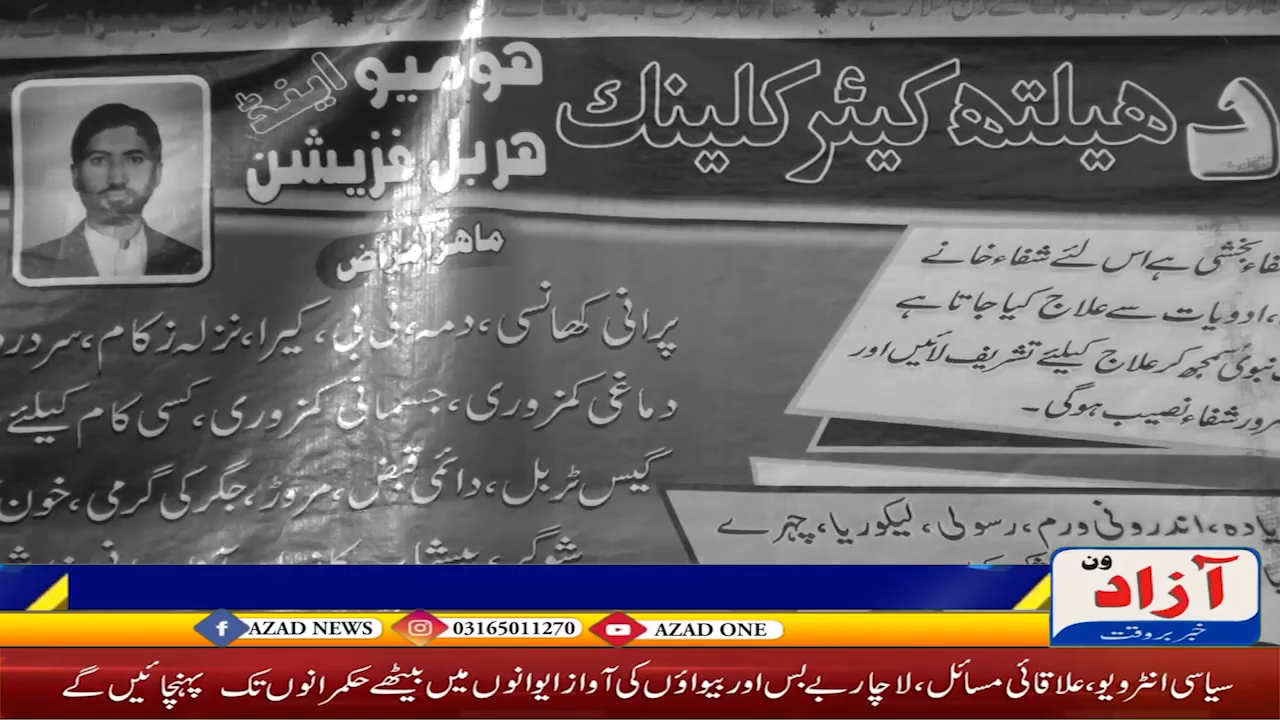 د ہیلتھ کیئر کلینک
ہومیو اینڈ
ہربل فزیشن
ماہر امراض
پرانی کھانسی، دمہ، ٹی بی، کیرا، نزلہ زکام، سردرد
دماغی کمزوری، جسمانی کمزوری، کسی کام کیلئے
گیس ٹربل، دائمی قبض، مروڑ، جگر کی گرمی، خون
شوگر، پیشاب
بخشی ہے اس لئے شفاء خانے
، ادویات سے علاج کیا جاتا ہے
نبویؐ سمجھ کر علاج کیلئے تشریف لائیں اور
شفاء نصیب ہوگی۔
اندرونی ورم، رسولی، لیکوریا، چہرے
آزاد ون
خبر بروقت
AZAD NEWS
03165011270
AZAD ONE
سیاسی انٹرویو، علاقائی مسائل، لاچار بے بس اور بیواؤں کی آواز ایوانوں میں بیٹھے حکمرانوں تک پہنچائیں گے